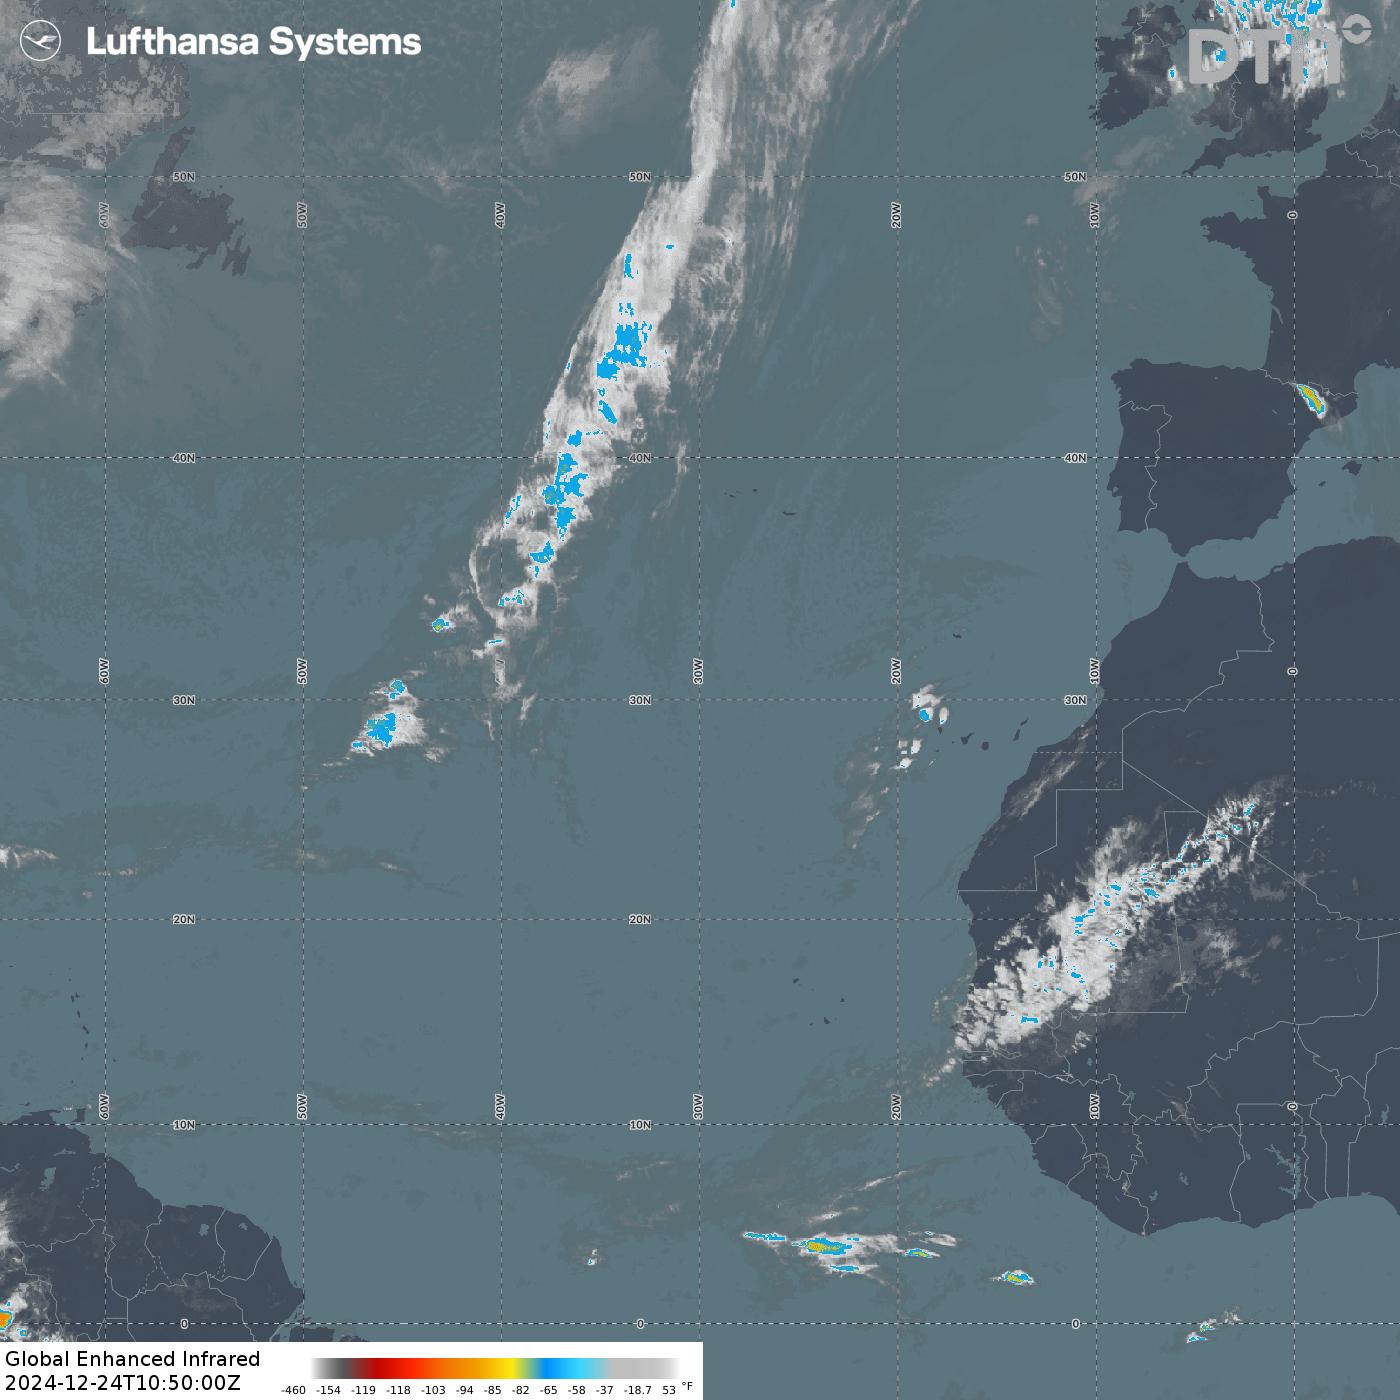 Lufthansa Systems
DTN
50N 50N 50N
60W 50W 40W 20W 10W 0
40N 40N 40N
60W 50W 30W 20W 10W 0
30N 30N 30N
20N 20N 20N
60W 50W 40W 30W 20W 10W 0
10N 10N 10N
0 0 0
Global Enhanced Infrared
2024-12-24T10:50:00Z
-460 -154 -119 -118 -103 -94 -85 -82 -65 -58 -37 -18.7 53 °F